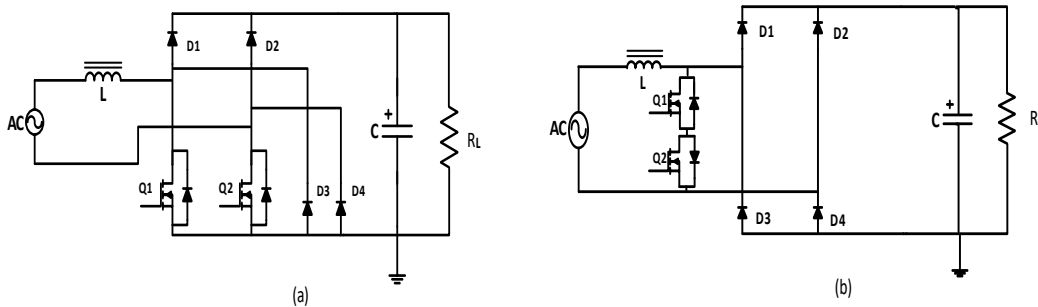 D1
D2
L
AC
Q1
Q2
D3
D4
C
+
RL
(a)
D1
D2
L
Q1
AC
Q2
D3
D4
C
+
R
(b)